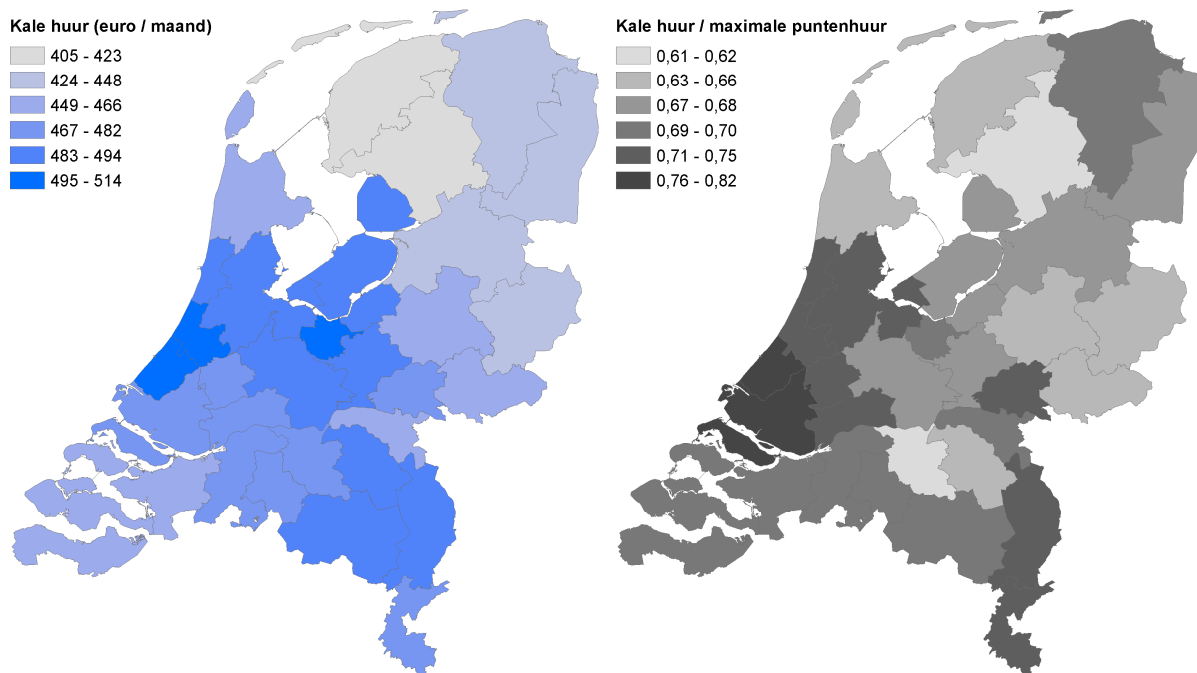 Kale huur (euro / maand)
405 - 423
424 - 448
449 - 466
467 - 482
483 - 494
495 - 514
Kale huur / maximale puntenhuur
0,61 - 0,62
0,63 - 0,66
0,67 - 0,68
0,69 - 0,70
0,71 - 0,75
0,76 - 0,82